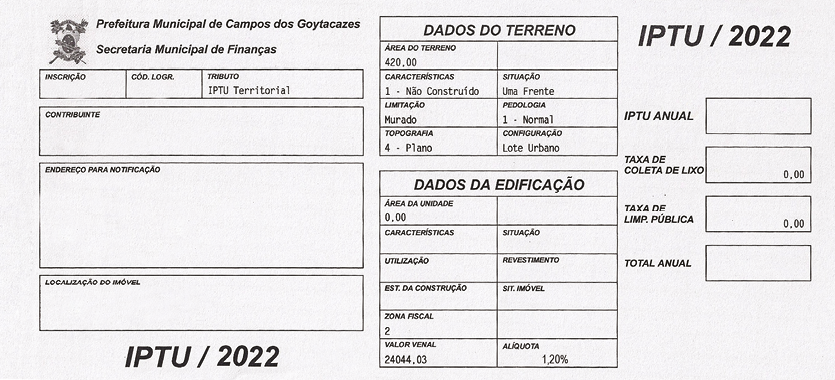 Prefeitura Municipal de Campos dos Goytacazes
Secretaria Municipal de Finanças
INSCRIÇÃO CÓD. LOGR. TRIBUTO
IPTU Territorial
CONTRIBUINTE
ENDEREÇO PARA NOTIFICAÇÃO
LOCALIZAÇÃO DO IMÓVEL
IPTU / 2022
DADOS DO TERRENO
ÁREA DO TERRENO
420.00
CARACTERÍSTICAS SITUAÇÃO
1 - Não Construído Uma Frente
LIMITAÇÃO PEDOLOGIA
Murado 1 - Normal
TOPOGRAFIA CONFIGURAÇÃO
4 - Plano Lote Urbano
DADOS DA EDIFICAÇÃO
ÁREA DA UNIDADE
0.00
CARACTERÍSTICAS SITUAÇÃO
UTILIZAÇÃO REVESTIMENTO
EST. DA CONSTRUÇÃO SIT. IMÓVEL
ZONA FISCAL
2
VALOR VENAL ALÍQUOTA
24044.03 1,20%
IPTU / 2022
IPTU ANUAL
TAXA DE
COLETA DE LIXO 0.00
TAXA DE
LIMP. PÚBLICA 0.00
TOTAL ANUAL